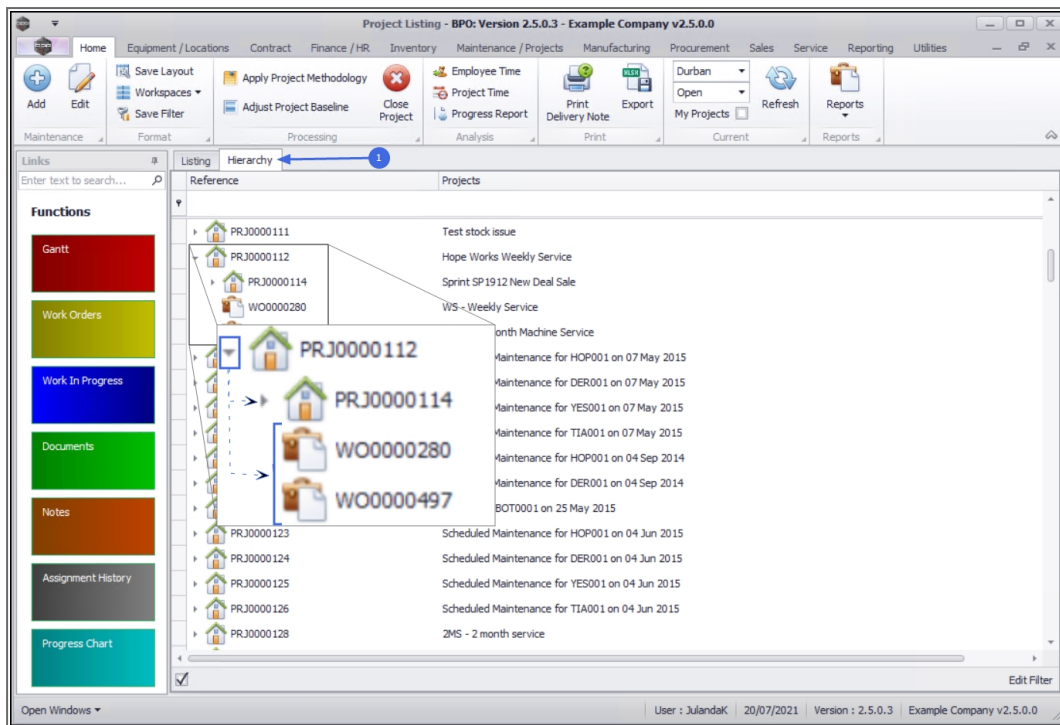 Project Listing - BPO: Version 2.5.0.3 - Example Company v2.5.0.0
Home Equipment / Locations Contract Finance / HR Inventory Maintenance / Projects Manufacturing Procurement Sales Service Reporting Utilities
Add
Edit
Maintenance
Save Layout
Workspaces
Save Filter
Format
Apply Project Methodology
Adjust Project Baseline
Close Project
Processing
Employee Time
Project Time
Progress Report
Analysis
Print Delivery Note
Export
Print
Durban
Open
My Projects
Refresh
Current
Reports
Reports
Links
Enter text to search...
Functions
Gantt
Work Orders
Work In Progress
Documents
Notes
Assignment History
Progress Chart
Listing Hierarchy 1
Reference Projects
PRJ0000111 Test stock issue
PRJ0000112 Hope Works Weekly Service
PRJ0000114 Sprint SP1912 New Deal Sale
WO0000280 WS - Weekly Service
onth Machine Service
Maintenance for HOP001 on 07 May 2015
Maintenance for DER001 on 07 May 2015
Maintenance for YES001 on 07 May 2015
Maintenance for TIA001 on 07 May 2015
Maintenance for HOP001 on 04 Sep 2014
Maintenance for DER001 on 04 Sep 2014
BOT0001 on 25 May 2015
PRJ0000112
PRJ0000114
WO0000280
WO0000497
PRJ0000123 Scheduled Maintenance for HOP001 on 04 Jun 2015
PRJ0000124 Scheduled Maintenance for DER001 on 04 Jun 2015
PRJ0000125 Scheduled Maintenance for YES001 on 04 Jun 2015
PRJ0000126 Scheduled Maintenance for TIA001 on 04 Jun 2015
PRJ0000128 2MS - 2 month service
Edit Filter
Open Windows
User : JulandaK 20/07/2021 Version : 2.5.0.3 Example Company v2.5.0.0